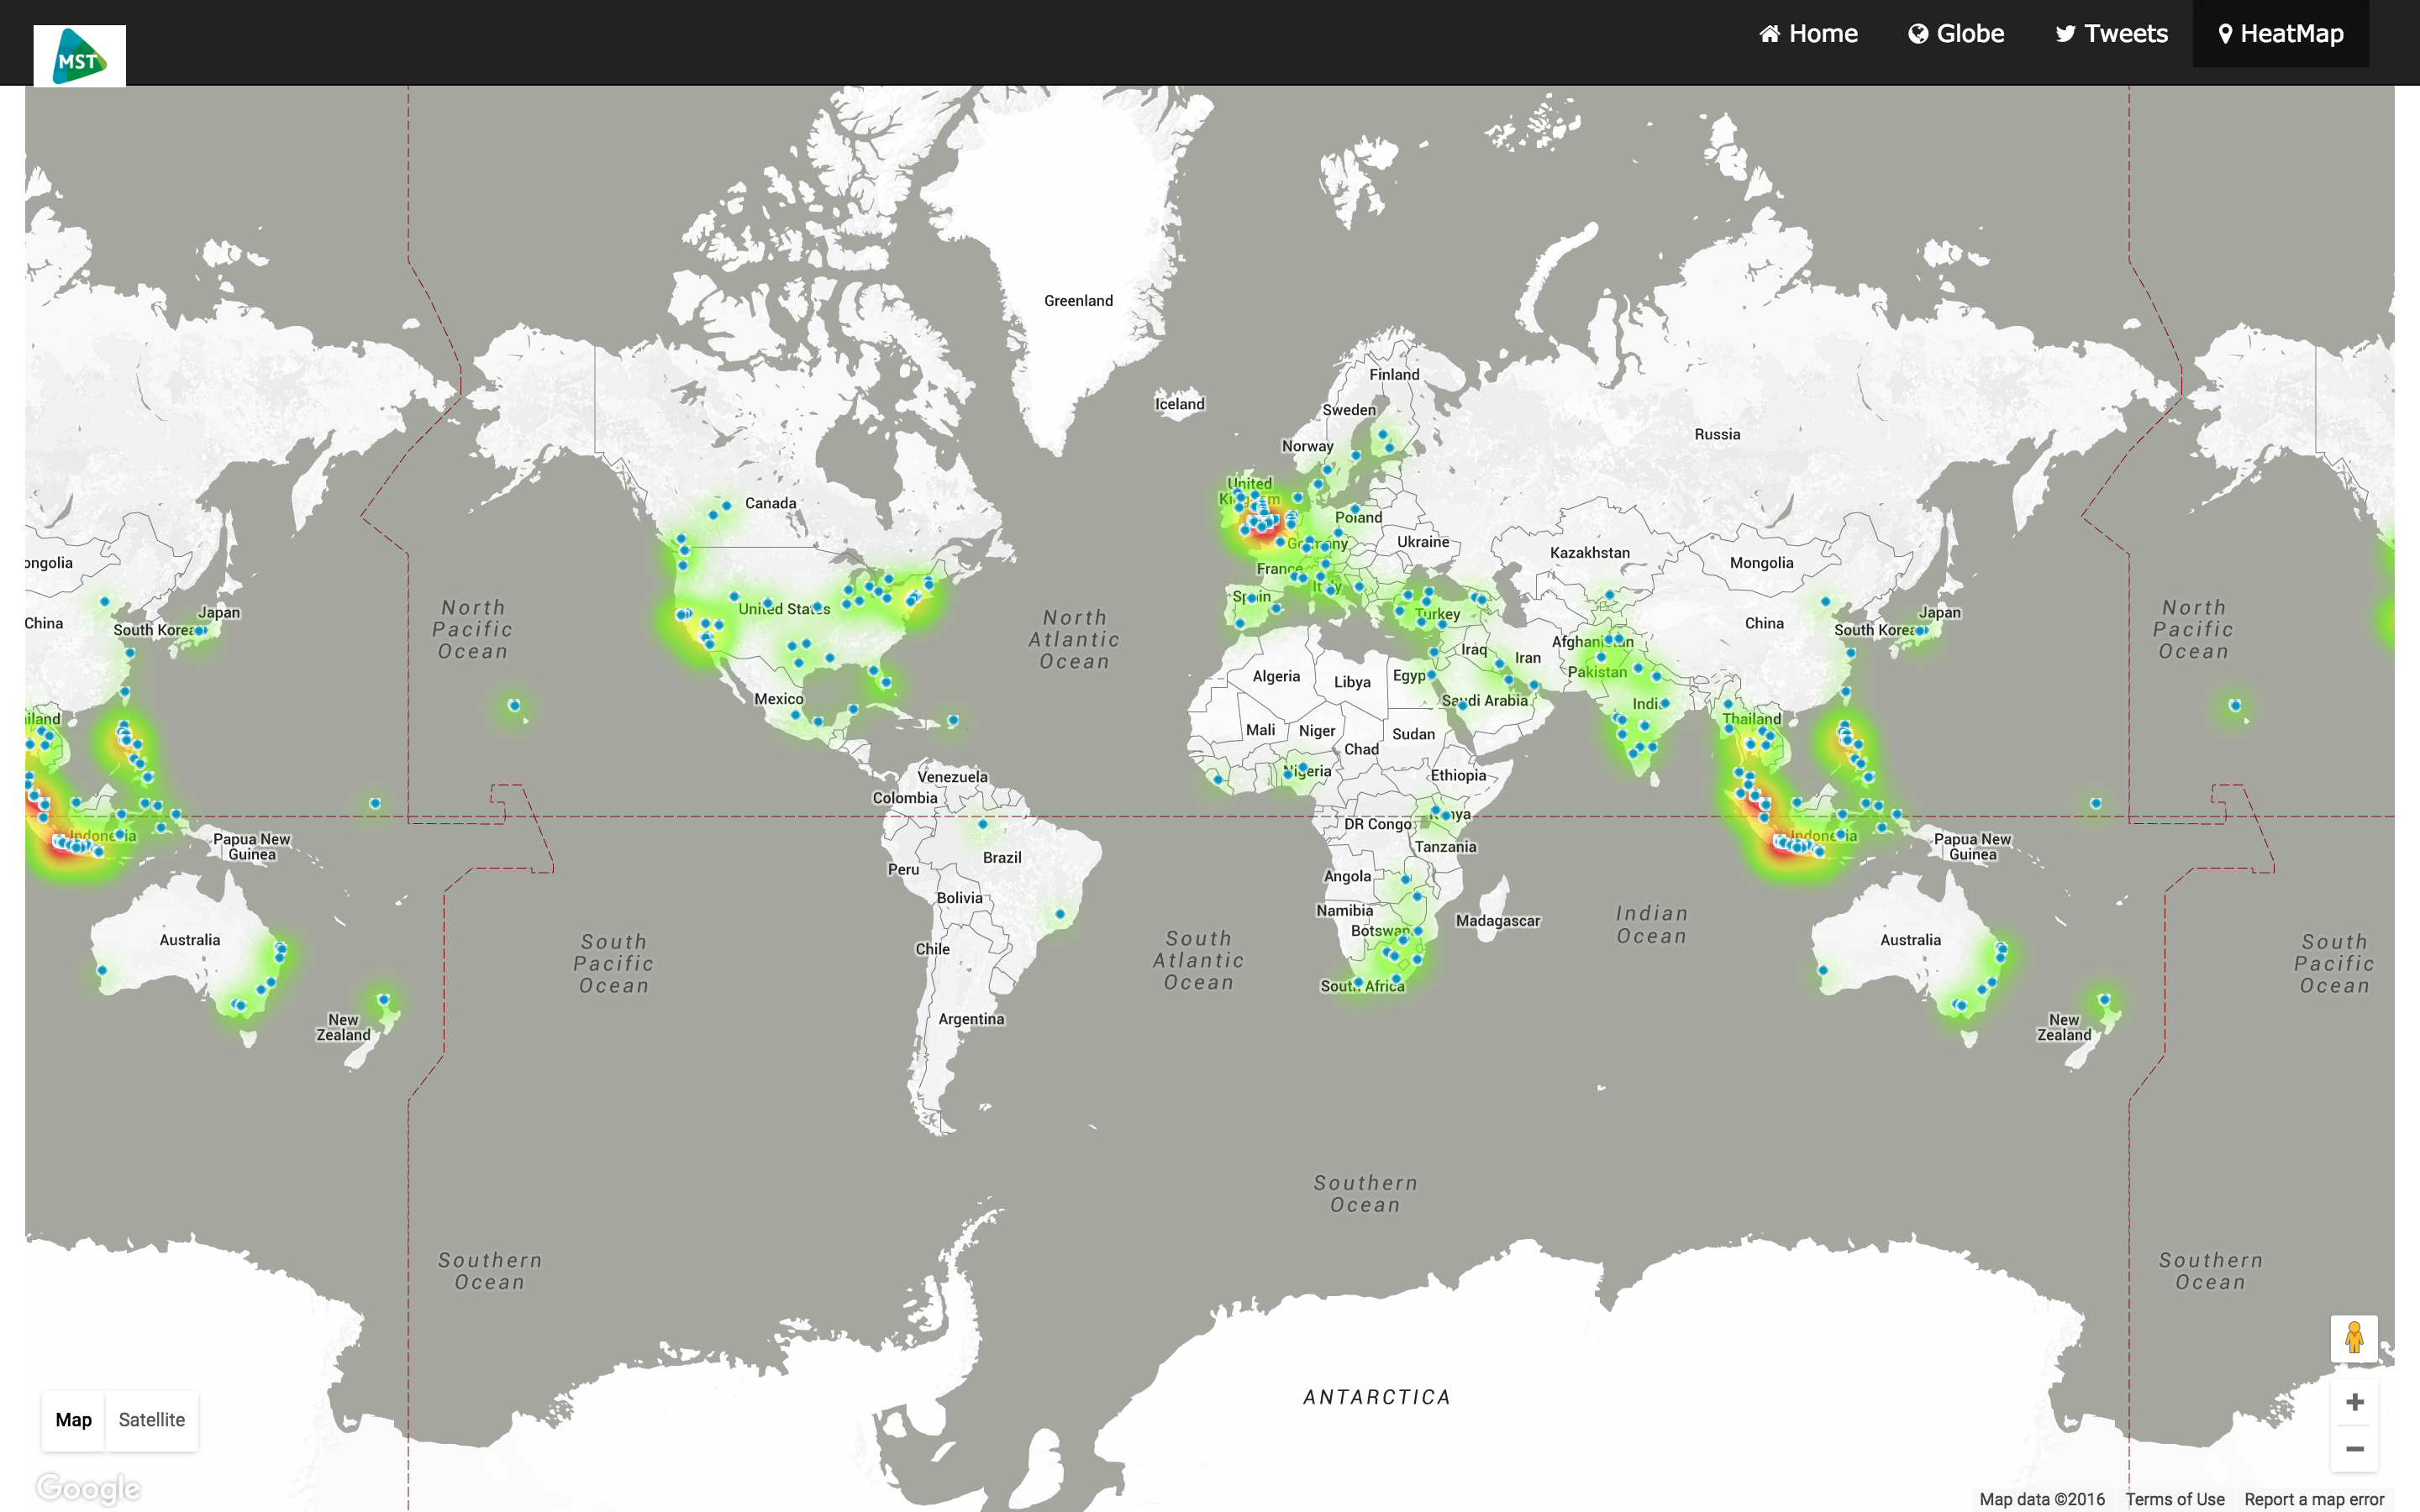 MST
Home
Globe
Tweets
HeatMap
Greenland
Iceland
Finland
Sweden
Norway
Russia
United
Kingdom
Canada
Poland
Germany
Ukraine
Kazakhstan
Mongolia
ongolia
France
Italy
Spain
Turkey
United States
North
Pacific
Ocean
North
Atlantic
Ocean
North
Pacific
Ocean
China
South Korea
Japan
China
South Korea
Japan
Afghanistan
Iraq
Iran
Pakistan
Algeria
Libya
Egypt
Saudi Arabia
India
Mexico
Mali
Niger
Chad
Sudan
Thailand
ailand
Nigeria
Ethiopia
Venezuela
Colombia
DR Congo
Kenya
Tanzania
Indonesia
Papua New
Guinea
Indonesia
Papua New
Guinea
Brazil
Peru
Bolivia
Angola
Namibia
Botswana
Madagascar
Indian
Ocean
Australia
Australia
Chile
South
Pacific
Ocean
South
Atlantic
Ocean
South
Pacific
Ocean
South Africa
Argentina
New
Zealand
New
Zealand
Southern
Ocean
Southern
Ocean
Southern
Ocean
ANTARCTICA
Map
Satellite
Google
+
−
Map data ©2016
Terms of Use
Report a map error